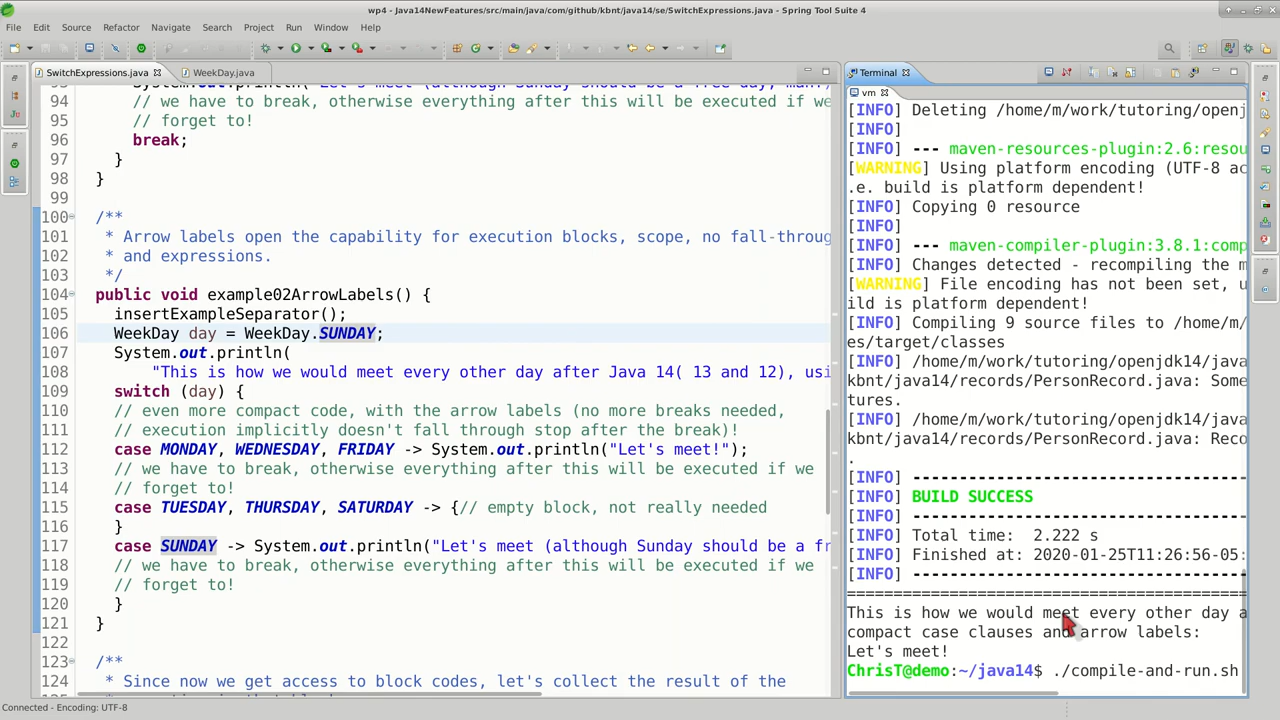 wp4 - Java14NewFeatures/src/main/java/com/github/kbnt/java14/se/SwitchExpressions.java - Spring Tool Suite 4
File Edit Source Refactor Navigate Search Project Run Window Help
SwitchExpressions.java WeekDay.java
94 // we have to break, otherwise everything after this will be executed if we
95 // forget to!
96 break;
97 }
98 }
99
100 /**
101 * Arrow labels open the capability for execution blocks, scope, no fall-throug
102 * and expressions.
103 */
104 public void example02ArrowLabels() {
105 insertExampleSeparator();
106 WeekDay day = WeekDay.SUNDAY;
107 System.out.println(
108 "This is how we would meet every other day after Java 14( 13 and 12), usi
109 switch (day) {
110 // even more compact code, with the arrow labels (no more breaks needed,
111 // execution implicitly doesn't fall through stop after the break)!
112 case MONDAY, WEDNESDAY, FRIDAY -> System.out.println("Let's meet!");
113 // we have to break, otherwise everything after this will be executed if we
114 // forget to!
115 case TUESDAY, THURSDAY, SATURDAY -> {// empty block, not really needed
116 }
117 case SUNDAY -> System.out.println("Let's meet (although Sunday should be a fr
118 // we have to break, otherwise everything after this will be executed if we
119 // forget to!
120 }
121 }
122
123 /**
124 * Since now we get access to block codes, let's collect the result of the
Terminal
vm
[INFO] Deleting /home/m/work/tutoring/openj
[INFO]
[INFO] --- maven-resources-plugin:2.6:resou
[WARNING] Using platform encoding (UTF-8 ac
.e. build is platform dependent!
[INFO] Copying 0 resource
[INFO]
[INFO] --- maven-compiler-plugin:3.8.1:comp
[INFO] Changes detected - recompiling the m
[WARNING] File encoding has not been set, u
ild is platform dependent!
[INFO] Compiling 9 source files to /home/m/
es/target/classes
[INFO] /home/m/work/tutoring/openjdk14/java
kbnt/java14/records/PersonRecord.java: Some
tures.
[INFO] /home/m/work/tutoring/openjdk14/java
kbnt/java14/records/PersonRecord.java: Reco
.
[INFO] ------------------------------------
[INFO] BUILD SUCCESS
[INFO] ------------------------------------
[INFO] Total time:  2.222 s
[INFO] Finished at: 2020-01-25T11:26:56-05:
[INFO] ------------------------------------
===========================================
This is how we would meet every other day a
compact case clauses and arrow labels:
Let's meet!
ChrisT@demo:~/java14$ ./compile-and-run.sh
Connected - Encoding: UTF-8